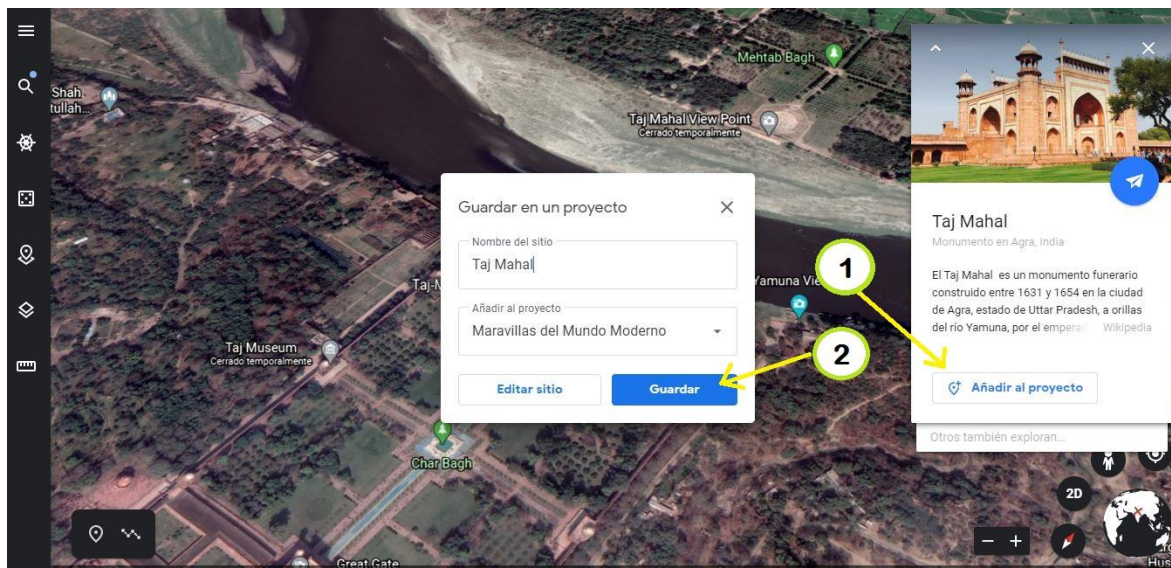 Shah
tullah...
Mehtab Bagh
Taj Mahal View Point
Cerrado temporalmente
Guardar en un proyecto
Nombre del sitio
Taj Mahal
Añadir al proyecto
Maravillas del Mundo Moderno
Editar sitio
Guardar
Taj-M
Yamuna Vie
1
2
Taj Museum
Cerrado temporalmente
Char Bagh
Great Gate
Taj Mahal
Monumento en Agra, India
El Taj Mahal es un monumento funerario
construido entre 1631 y 1654 en la ciudad
de Agra, estado de Uttar Pradesh, a orillas
del río Yamuna, por el empera Wikipedia
Añadir al proyecto
Otros también exploran...
2D
Hus